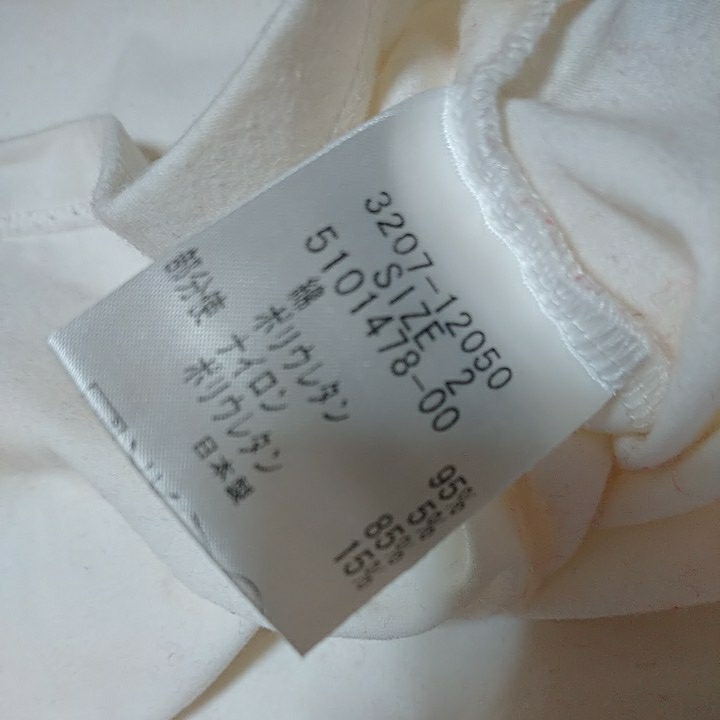 3207-12050
SIZE 2
5101478-00
綿 95%
ポリウレタン 5%
部分使
ナイロン 85%
ポリウレタン 15%
日本製